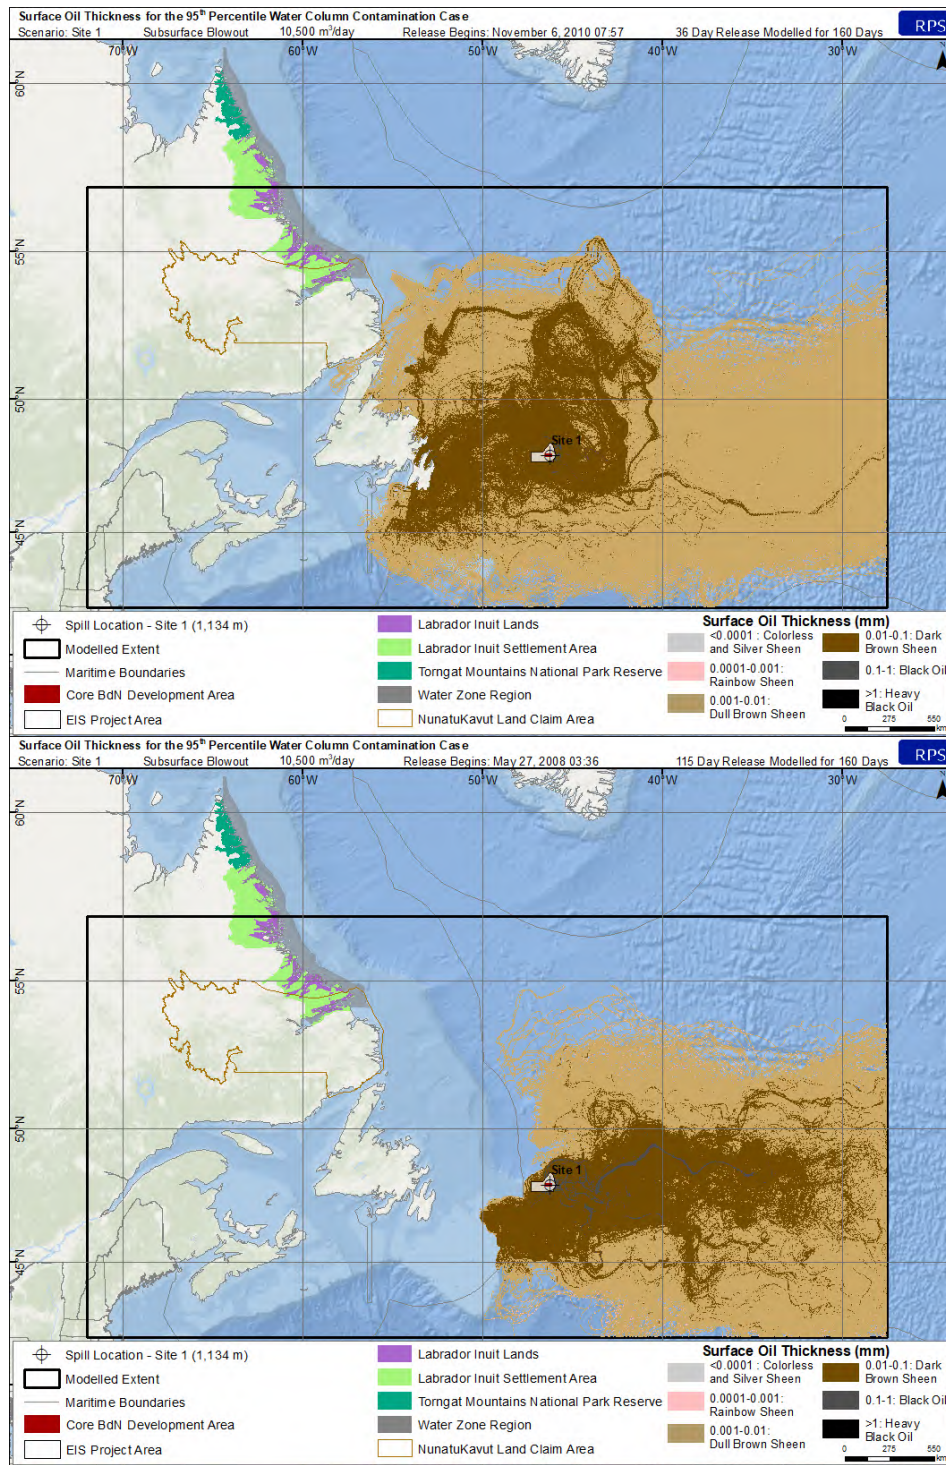 Surface Oil Thickness for the 95th Percentile Water Column Contamination Case
Scenario: Site 1 Subsurface Blowout 10,500 m³/day Release Begins: November 6, 2010 07:57 36 Day Release Modelled for 160 Days
RPS
70°W 60°W 50°W 40°W 30°W
60°N
55°N
50°N
Site 1
45°N
Spill Location - Site 1 (1,134 m)
Modelled Extent
Maritime Boundaries
Core BdN Development Area
EIS Project Area
Labrador Inuit Lands
Labrador Inuit Settlement Area
Torngat Mountains National Park Reserve
Water Zone Region
NunatuKavut Land Claim Area
Surface Oil Thickness (mm)
<0.0001 : Colorless
and Silver Sheen
0.0001-0.001:
Rainbow Sheen
0.001-0.01:
Dull Brown Sheen
0.01-0.1: Dark
Brown Sheen
0.1-1: Black Oil
>1: Heavy
Black Oil
0 275 550
km
Surface Oil Thickness for the 95th Percentile Water Column Contamination Case
Scenario: Site 1 Subsurface Blowout 10,500 m³/day Release Begins: May 27, 2008 03:36 115 Day Release Modelled for 160 Days
RPS
70°W 60°W 50°W 40°W 30°W
60°N
55°N
50°N
Site 1
45°N
Spill Location - Site 1 (1,134 m)
Modelled Extent
Maritime Boundaries
Core BdN Development Area
EIS Project Area
Labrador Inuit Lands
Labrador Inuit Settlement Area
Torngat Mountains National Park Reserve
Water Zone Region
NunatuKavut Land Claim Area
Surface Oil Thickness (mm)
<0.0001 : Colorless
and Silver Sheen
0.0001-0.001:
Rainbow Sheen
0.001-0.01:
Dull Brown Sheen
0.01-0.1: Dark
Brown Sheen
0.1-1: Black Oil
>1: Heavy
Black Oil
0 275 550
km